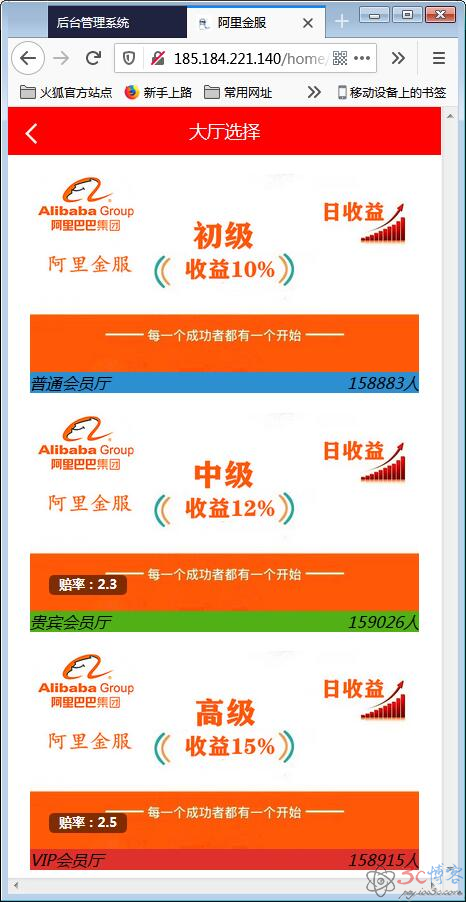 后台管理系统
阿里金服
185.184.221.140/home/
火狐官方站点
新手上路
常用网址
移动设备上的书签
大厅选择
Alibaba Group
阿里巴巴集团
阿里金服
初级
收益10%
日收益
每一个成功者都有一个开始
普通会员厅
158883人
Alibaba Group
阿里巴巴集团
阿里金服
中级
收益12%
日收益
每一个成功者都有一个开始
赔率：2.3
贵宾会员厅
159026人
Alibaba Group
阿里巴巴集团
阿里金服
高级
收益15%
日收益
每一个成功者都有一个开始
赔率：2.5
VIP会员厅
158915人
3c博客